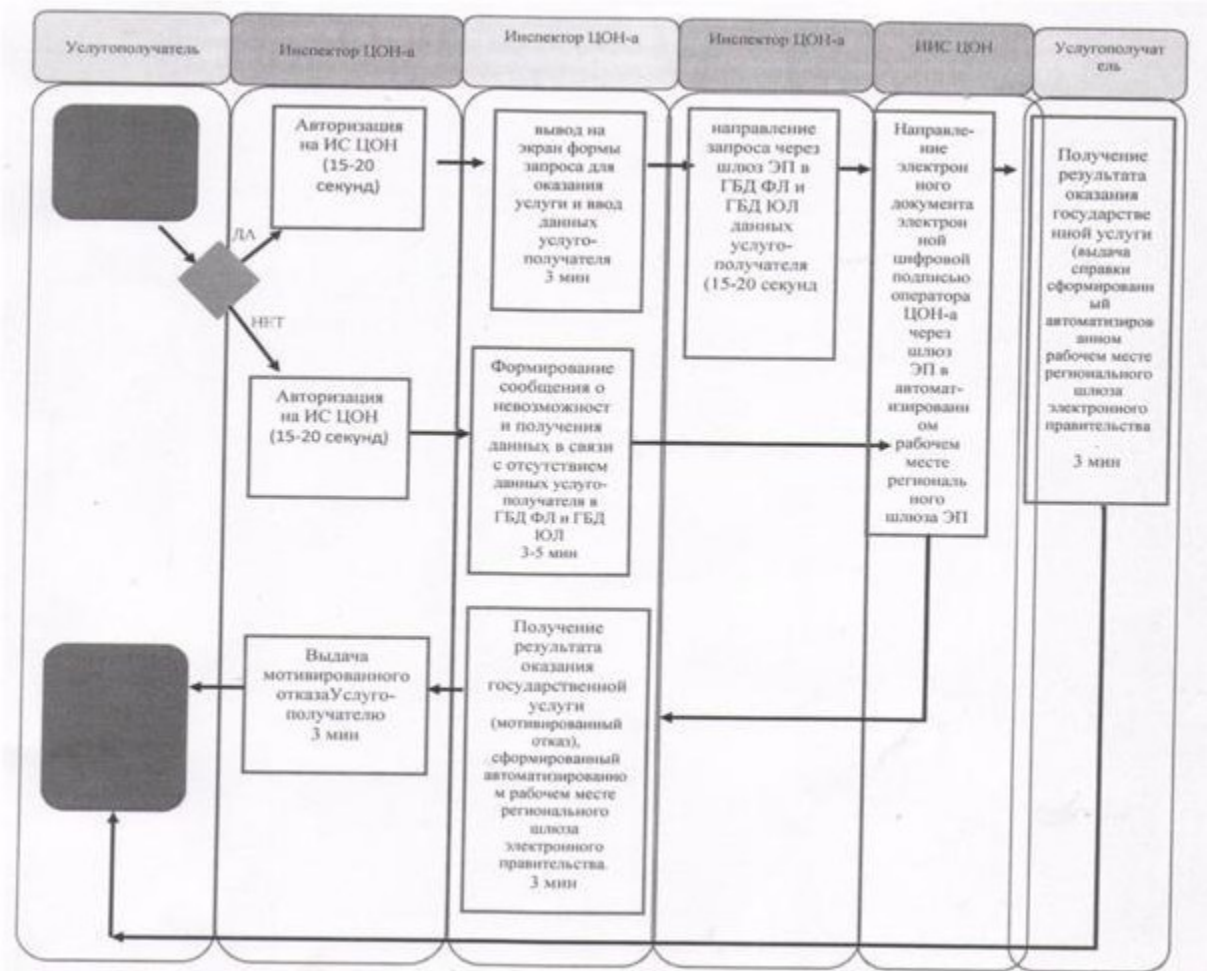 Услугополучатель
Инспектор ЦОН-а
Инспектор ЦОН-а
Инспектор ЦОН-а
ИИС ЦОН
Услугополучат
ель
Авторизация
на ИС ЦОН
(15-20
секунд)
вывод на
экран формы
запроса для
оказания
услуги и ввод
данных
услуго-
получателя
3 мин
направление
запроса через
шлюз ЭП в
ГБД ФЛ и
ГБД ЮЛ
данных
услуго-
получателя
(15-20 секунд
Направле-
ние
электрон
ного
документа
электрон
ной
цифровой
подписью
оператора
ЦОН-а
через
шлюз
ЭП в
автомат-
изированн
ом
рабочем
месте
региональ
ного
шлюза ЭП
Получение
результата
оказания
государстве
нной услуги
(выдача
справки
сформированн
ый
автоматизиров
анном
рабочем месте
регионального
шлюза
электронного
правительства
.
3 мин
ДА
НЕТ
Авторизация
на ИС ЦОН
(15-20 секунд)
Формирование
сообщения о
невозможност
и получения
данных в связи
с отсутствием
данных услуго-
получателя в
ГБД ФЛ и ГБД
ЮЛ
3-5 мин
Выдача
мотивированного
отказаУслуго-
получателю
3 мин
Получение
результата
оказания
государственной
услуги
(мотивированный
отказ),
сформированный
автоматизированно
м рабочем месте
регионального
шлюза
электронного
правительства.
3 мин